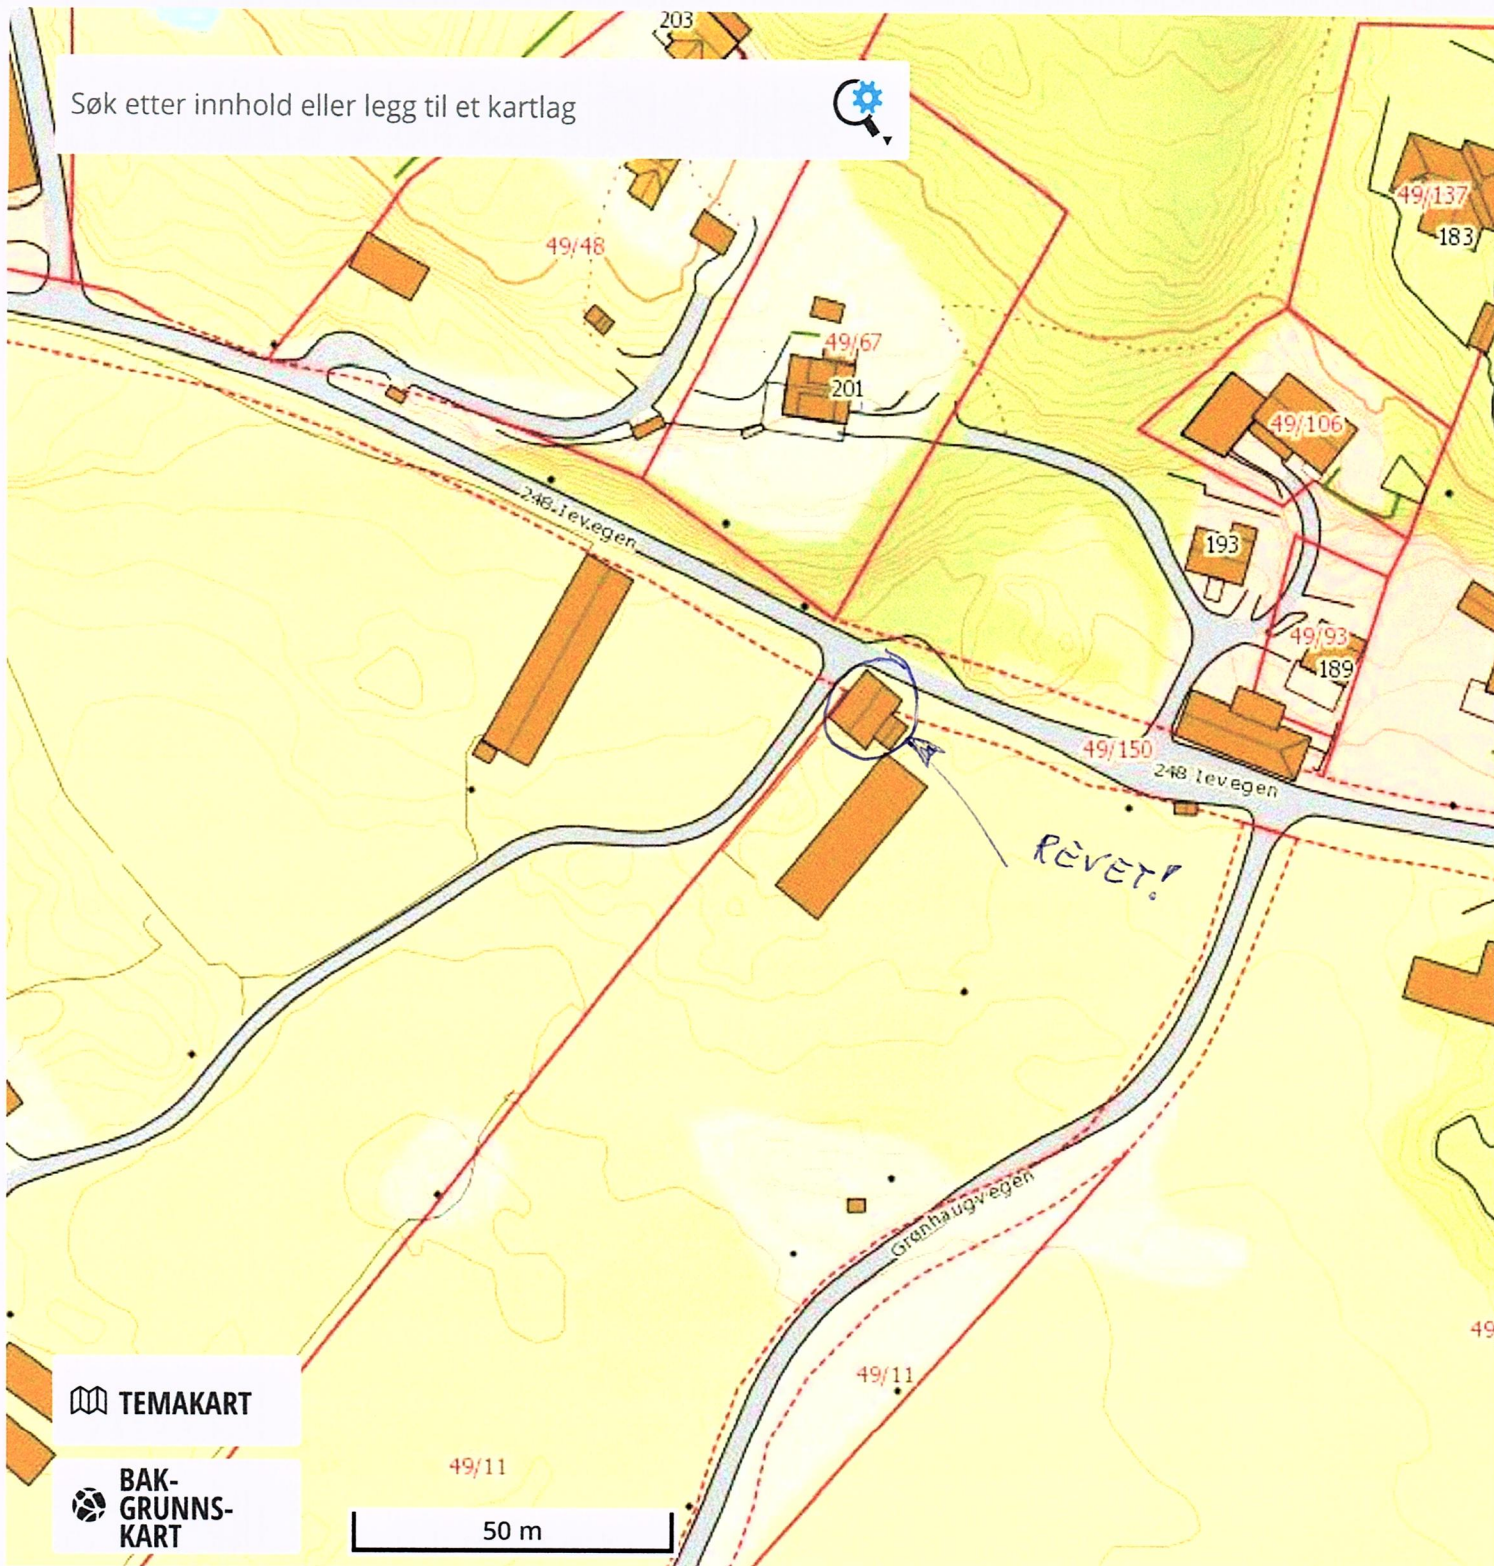 203
Søk etter innhold eller legg til et kartlag
49/137
183
49/48
49/67
201
49/106
248 levegen
193
49/93
189
49/150
248 levegen
REVET!
Grønhaugvegen
49
49/11
TEMAKART
49/11
BAK-
GRUNNS-
KART
50 m